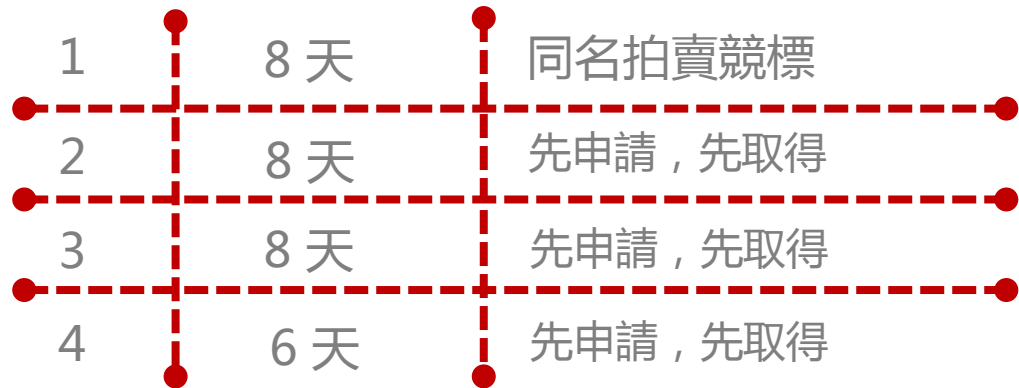 1 8 天 同名拍賣競標
2 8 天 先申請，先取得
3 8 天 先申請，先取得
4 6 天 先申請，先取得